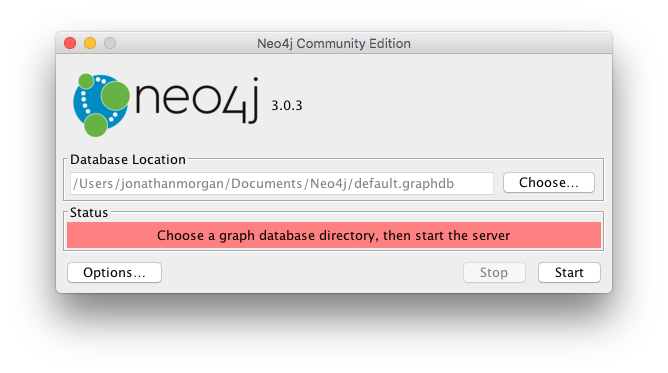 Neo4j Community Edition
neo4j 3.0.3
Database Location
/Users/jonathanmorgan/Documents/Neo4j/default.graphdb
Choose...
Status
Choose a graph database directory, then start the server
Options...
Stop
Start